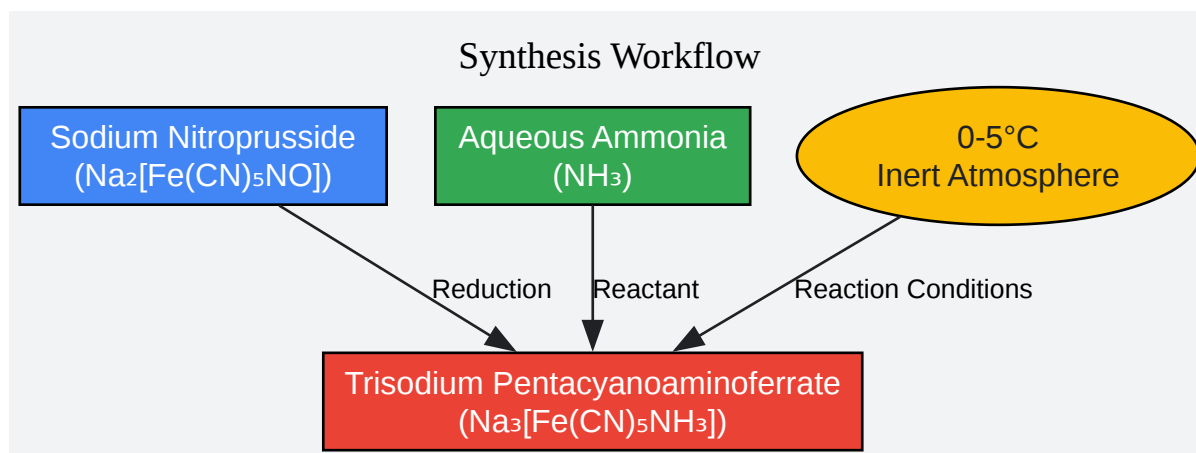 Synthesis Workflow
Sodium Nitroprusside
(Na₂[Fe(CN)₅NO])
Aqueous Ammonia
(NH₃)
0-5°C
Inert Atmosphere
Reduction
Reactant
Reaction Conditions
Trisodium Pentacyanoaminoferrate
(Na₃[Fe(CN)₅NH₃])